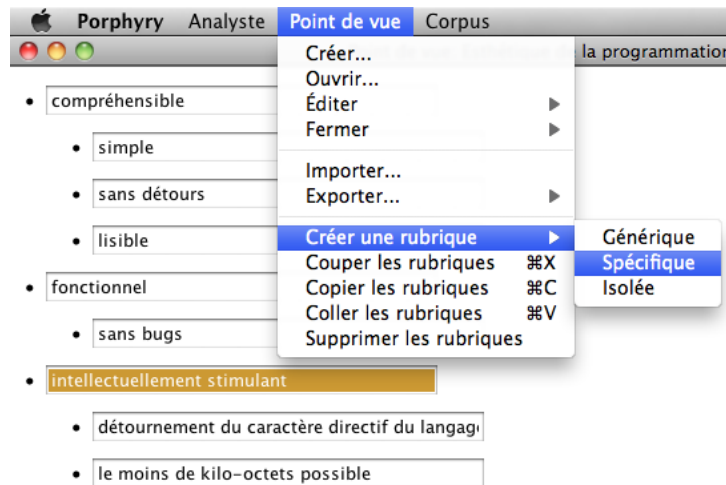 Porphyry Analyste Point de vue Corpus
la programmation
Créer...
Ouvrir...
Éditer
Fermer
Importer...
Exporter...
Créer une rubrique
Couper les rubriques ⌘X
Copier les rubriques ⌘C
Coller les rubriques ⌘V
Supprimer les rubriques
Générique
Spécifique
Isolée
compréhensible
simple
sans détours
lisible
fonctionnel
sans bugs
intellectuellement stimulant
détournement du caractère directif du langag
le moins de kilo-octets possible